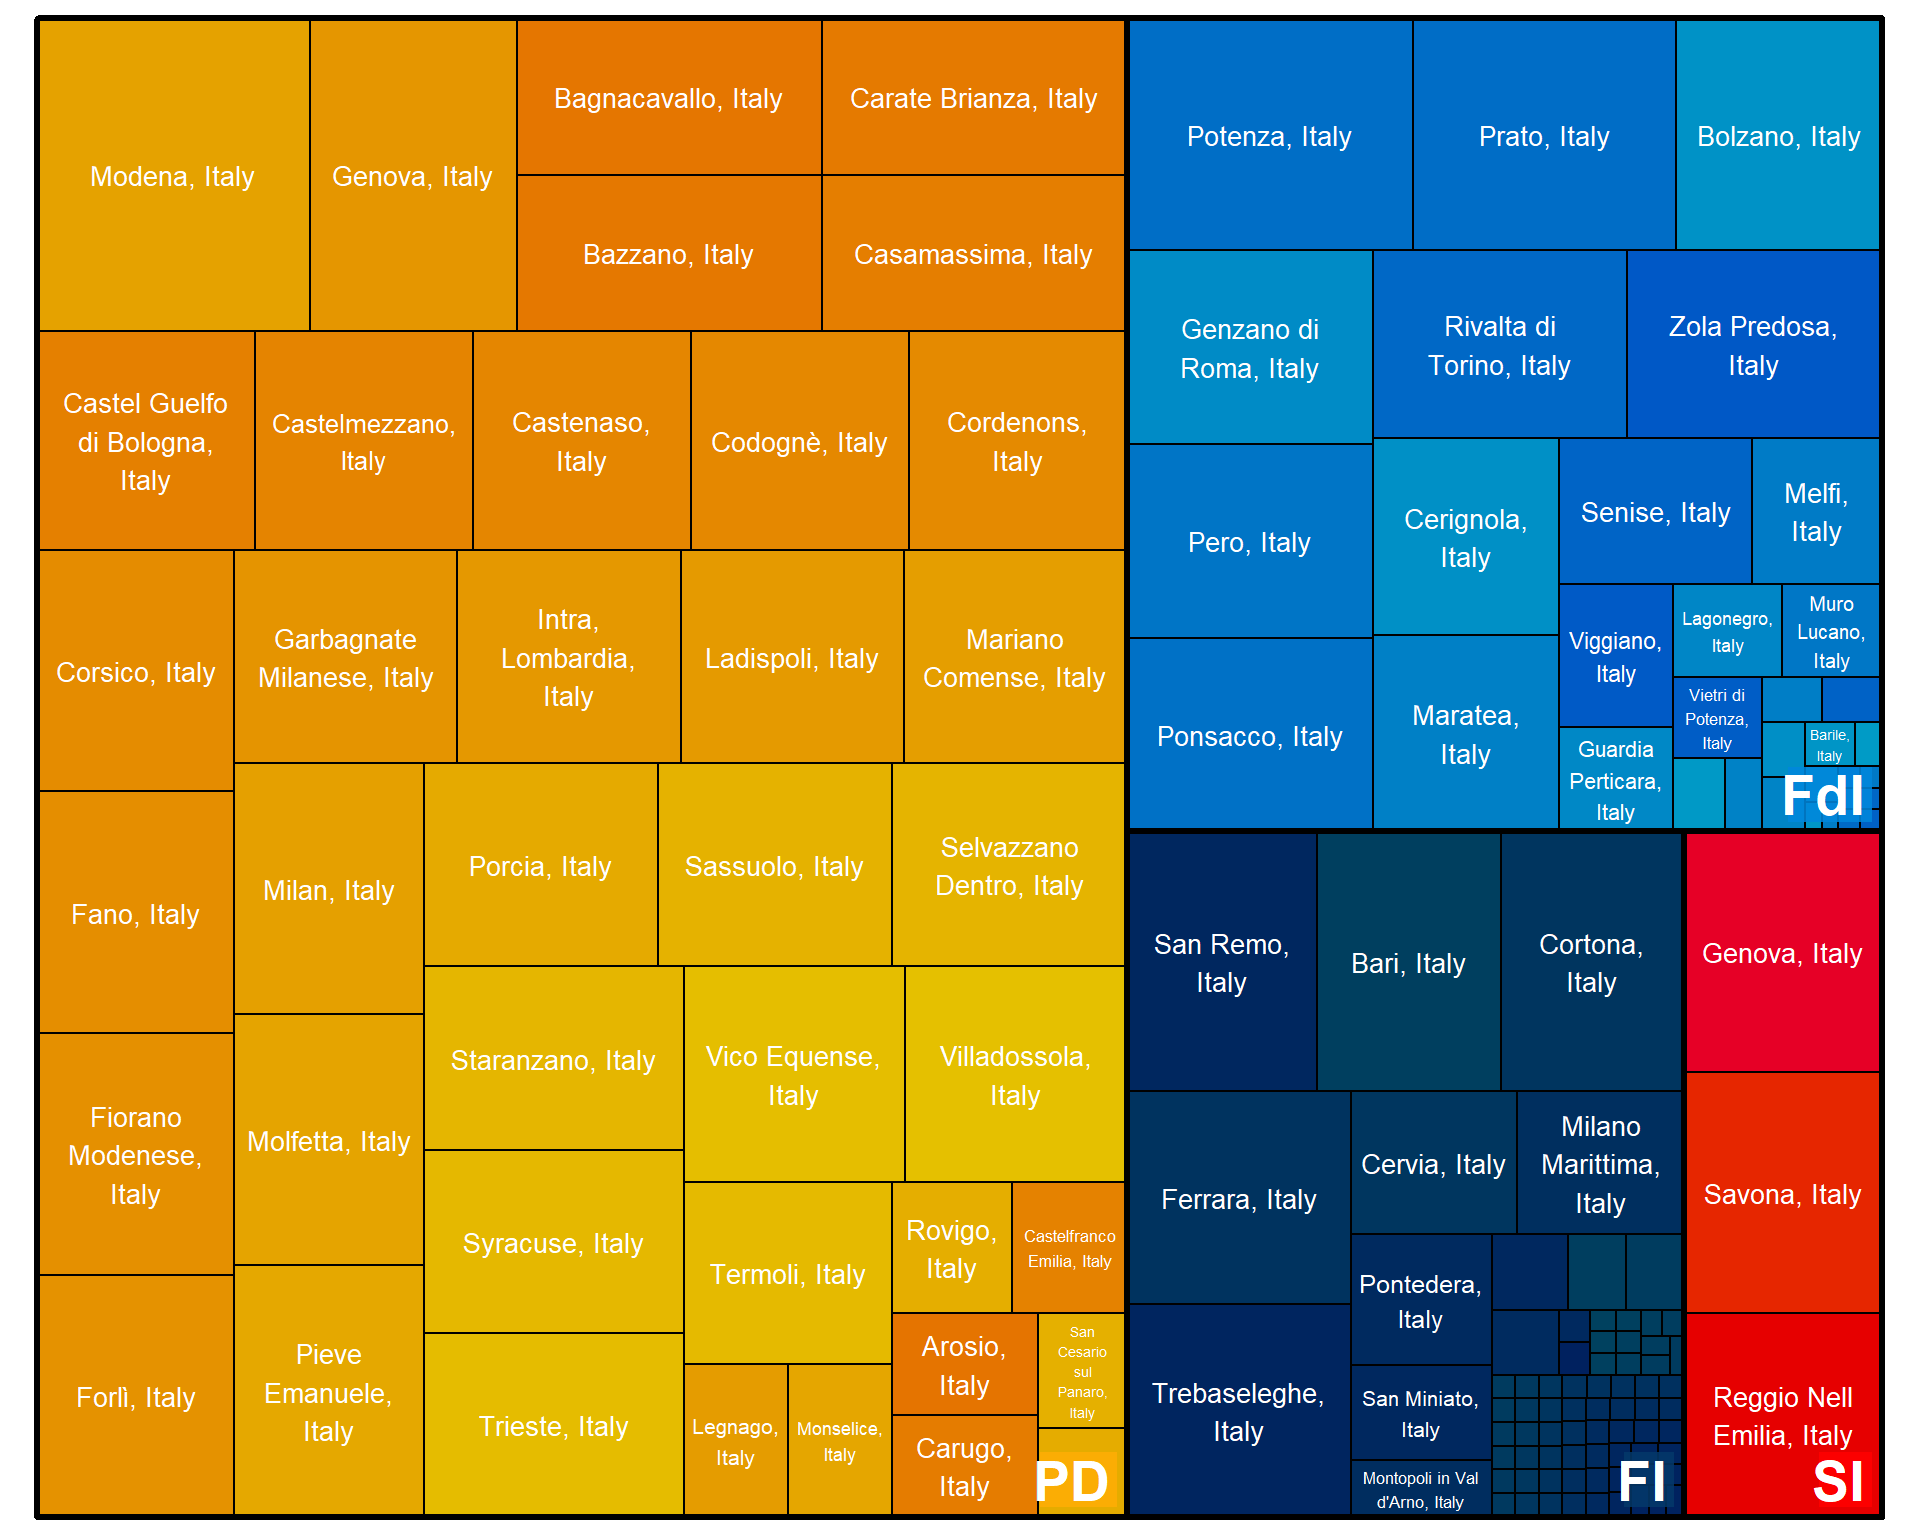 Modena, Italy
Genova, Italy
Bagnacavallo, Italy
Carate Brianza, Italy
Bazzano, Italy
Casamassima, Italy
Castel Guelfo
di Bologna,
Italy
Castelmezzano,
Italy
Castenaso,
Italy
Codognè, Italy
Cordenons,
Italy
Corsico, Italy
Garbagnate
Milanese, Italy
Intra,
Lombardia,
Italy
Ladispoli, Italy
Mariano
Comense, Italy
Fano, Italy
Milan, Italy
Porcia, Italy
Sassuolo, Italy
Selvazzano
Dentro, Italy
Fiorano
Modenese,
Italy
Molfetta, Italy
Staranzano, Italy
Vico Equense,
Italy
Villadossola,
Italy
Syracuse, Italy
Termoli, Italy
Rovigo,
Italy
Castelfranco
Emilia, Italy
Forlì, Italy
Pieve
Emanuele,
Italy
Trieste, Italy
Legnago,
Italy
Monselice,
Italy
Arosio,
Italy
San
Cesario
sul
Panaro,
Italy
Carugo,
Italy
PD
Potenza, Italy
Prato, Italy
Bolzano, Italy
Genzano di
Roma, Italy
Rivalta di
Torino, Italy
Zola Predosa,
Italy
Pero, Italy
Cerignola,
Italy
Senise, Italy
Melfi,
Italy
Ponsacco, Italy
Maratea,
Italy
Viggiano,
Italy
Lagonegro,
Italy
Muro
Lucano,
Italy
Vietri di
Potenza,
Italy
Barile,
Italy
Guardia
Perticara,
Italy
FdI
San Remo,
Italy
Bari, Italy
Cortona,
Italy
Ferrara, Italy
Cervia, Italy
Milano
Marittima,
Italy
Trebaseleghe,
Italy
Pontedera,
Italy
San Miniato,
Italy
Montopoli in Val
d'Arno, Italy
FI
Genova, Italy
Savona, Italy
Reggio Nell
Emilia, Italy
SI